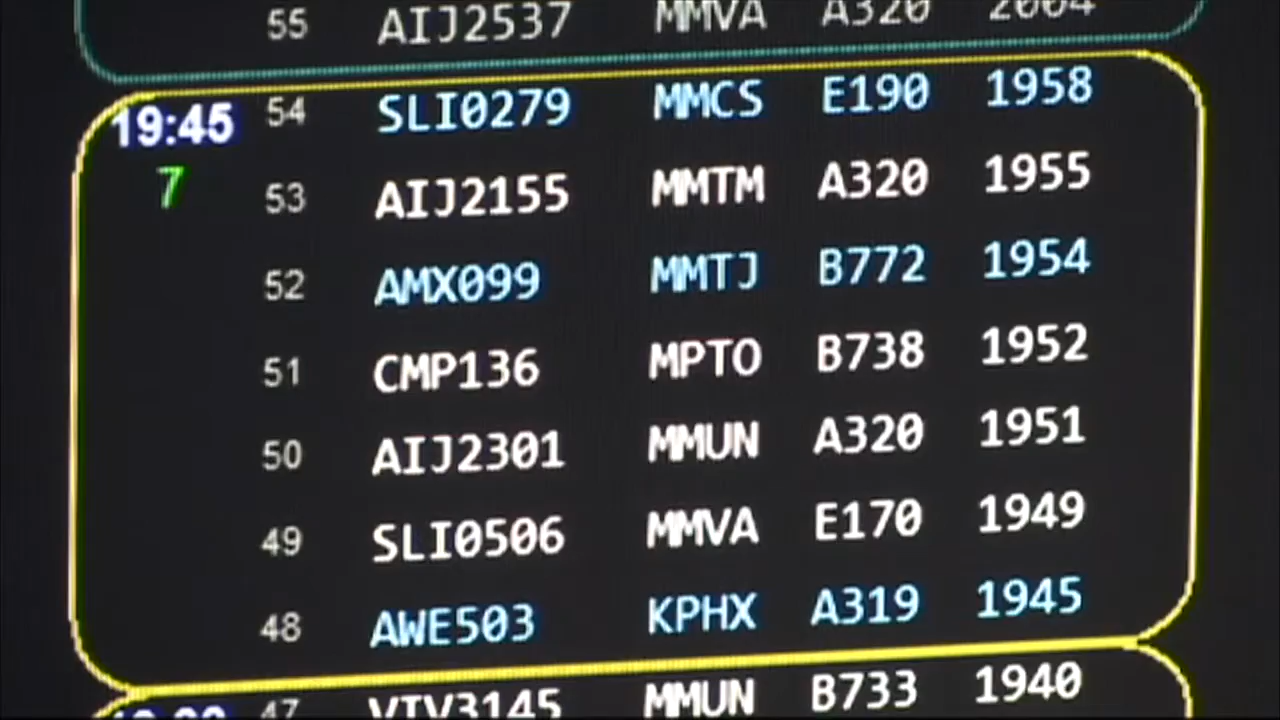 55 AIJ2537 MMVA A320 2004
19:45 54 SLI0279 MMCS E190 1958
7 53 AIJ2155 MMTM A320 1955
52 AMX099 MMTJ B772 1954
51 CMP136 MPTO B738 1952
50 AIJ2301 MMUN A320 1951
49 SLI0506 MMVA E170 1949
48 AWE503 KPHX A319 1945
47 VIV3145 MMUN B733 1940